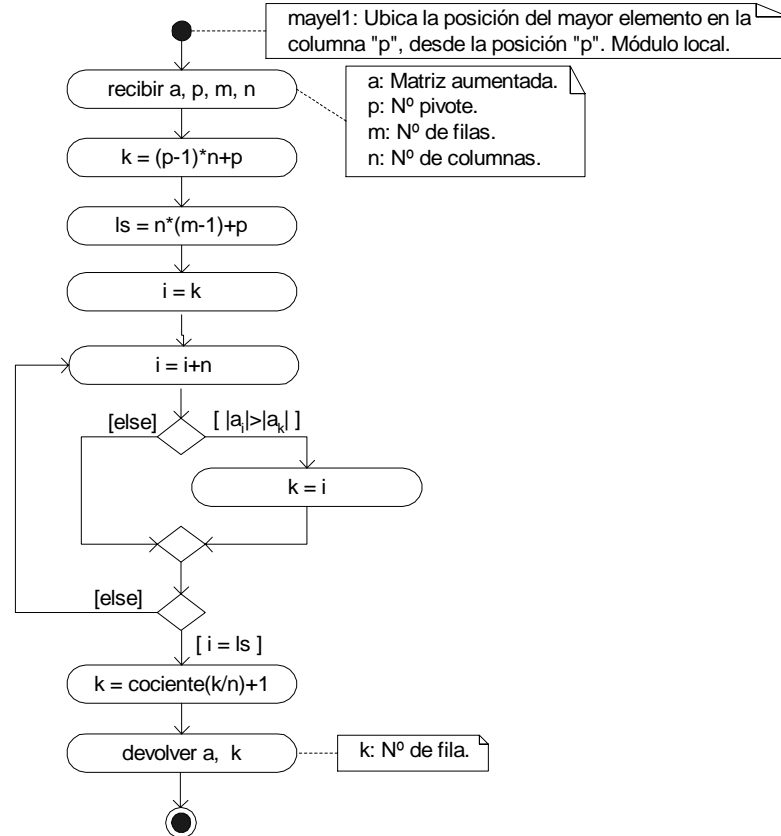 mayel1: Ubica la posición del mayor elemento en la
columna "p", desde la posición "p". Módulo local.
recibir a, p, m, n
a: Matriz aumentada.
p: Nº pivote.
m: Nº de filas.
n: Nº de columnas.
k = (p-1)*n+p
ls = n*(m-1)+p
i = k
i = i+n
[else]
[ |ai|>|ak| ]
k = i
[else]
[ i = ls ]
k = cociente(k/n)+1
devolver a, k
k: Nº de fila.